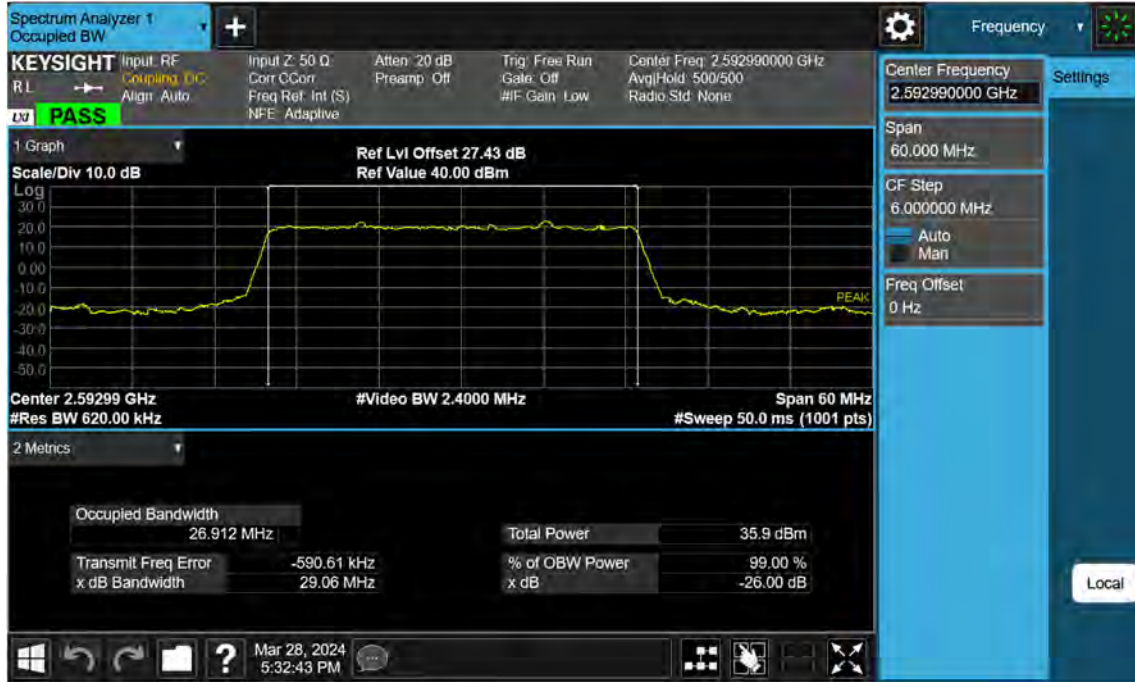 Spectrum Analyzer 1
Occupied BW
+
Frequency
KEYSIGHT
Input: RF
Coupling: DC
Align: Auto
RL
LXI
PASS
Input Z: 50 Ω
Corr CCorr
Freq Ref: Int (S)
NFE: Adaptive
Atten: 20 dB
Preamp: Off
Trig: Free Run
Gate: Off
#IF Gain: Low
Center Freq: 2.592990000 GHz
Avg|Hold: 500/500
Radio Std: None
Center Frequency
2.592990000 GHz
Settings
Span
60.000 MHz
CF Step
6.000000 MHz
Auto
Man
Freq Offset
0 Hz
1 Graph
Scale/Div 10.0 dB
Ref Lvl Offset 27.43 dB
Ref Value 40.00 dBm
Log
30.0
20.0
10.0
0.00
-10.0
-20.0
-30.0
-40.0
-50.0
PEAK
Center 2.59299 GHz
#Video BW 2.4000 MHz
Span 60 MHz
#Res BW 620.00 kHz
#Sweep 50.0 ms (1001 pts)
2 Metrics
Occupied Bandwidth
26.912 MHz
Total Power 35.9 dBm
Transmit Freq Error -590.61 kHz
% of OBW Power 99.00 %
x dB Bandwidth 29.06 MHz
x dB -26.00 dB
Local
?
Mar 28, 2024
5:32:43 PM